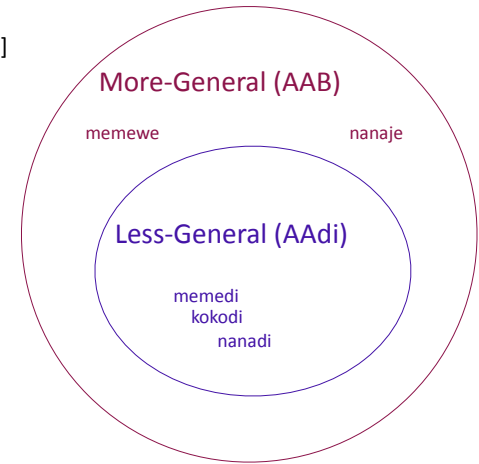 ]
More-General (AAB)
memewe nanaje
Less-General (AAdi)
memedi
kokodi
nanadi